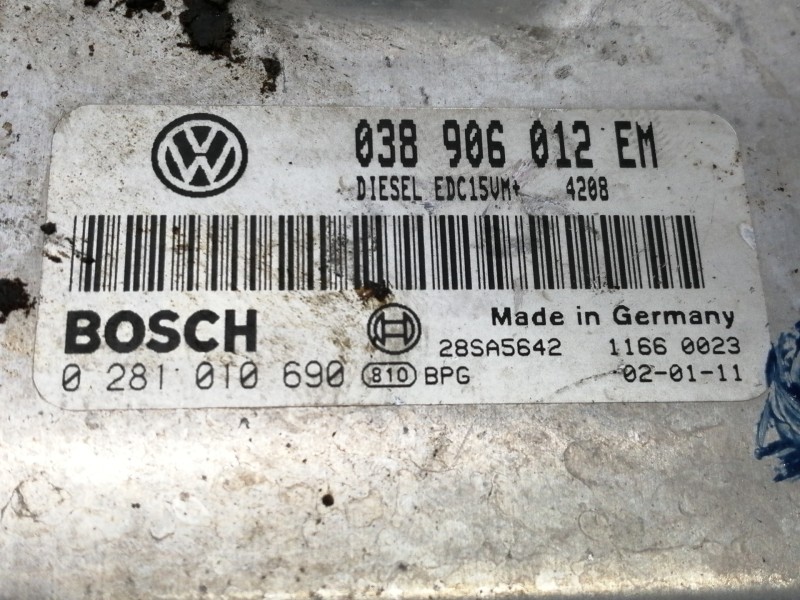 038 906 012 EM
DIESEL EDC15VM+ 4208
BOSCH
Made in Germany
28SA5642 1166 0023
0 281 010 690 810 BPG 02-01-11